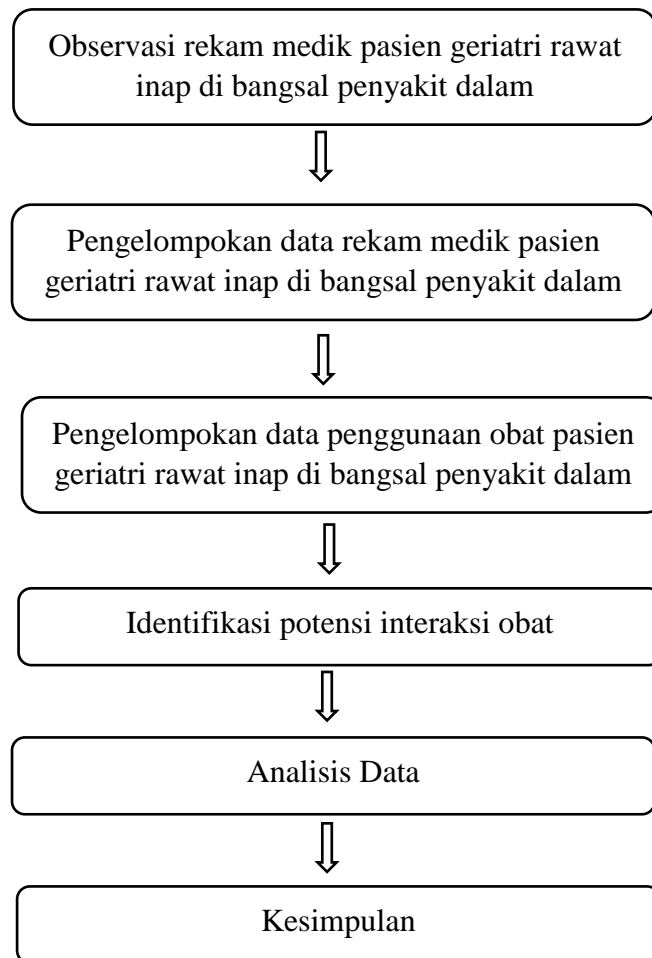 Observasi rekam medik pasien geriatri rawat
inap di bangsal penyakit dalam
Pengelompokan data rekam medik pasien
geriatri rawat inap di bangsal penyakit dalam
Pengelompokan data penggunaan obat pasien
geriatri rawat inap di bangsal penyakit dalam
Identifikasi potensi interaksi obat
Analisis Data
Kesimpulan